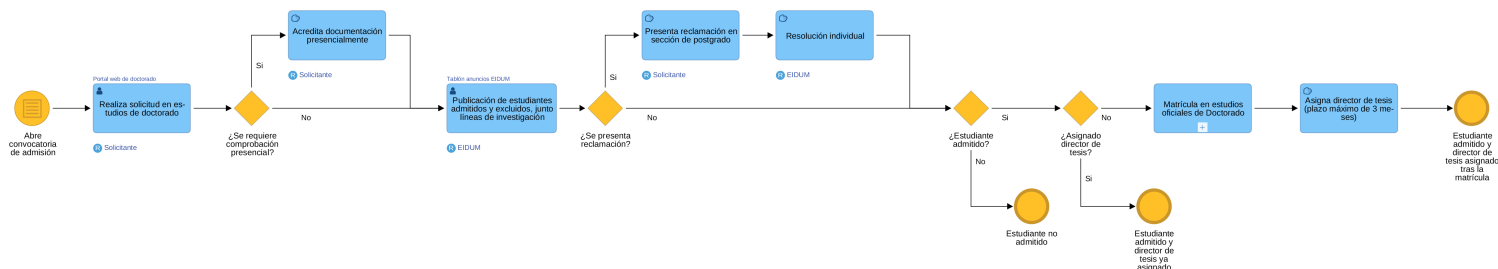 Abre
convocatoria
de admisión
Portal web de doctorado
Realiza solicitud en es-
tudios de doctorado
R Solicitante
¿Se requiere
comprobación
presencial?
Si
No
Acredita documentación
presencialmente
R Solicitante
Tablón anuncios EIDUM
Publicación de estudiantes
admitidos y excluidos, junto
líneas de investigación
R EIDUM
¿Se presenta
reclamación?
Si
No
Presenta reclamación en
sección de postgrado
R Solicitante
Resolución individual
R EIDUM
¿Estudiante
admitido?
Si
No
Estudiante no
admitido
¿Asignado
director de
tesis?
No
Si
Estudiante
admitido y
director de
tesis ya
asignado
Matrícula en estudios
oficiales de Doctorado
Asigna director de tesis
(plazo máximo de 3 me-
ses)
Estudiante
admitido y
director de
tesis asignado
tras la
matrícula